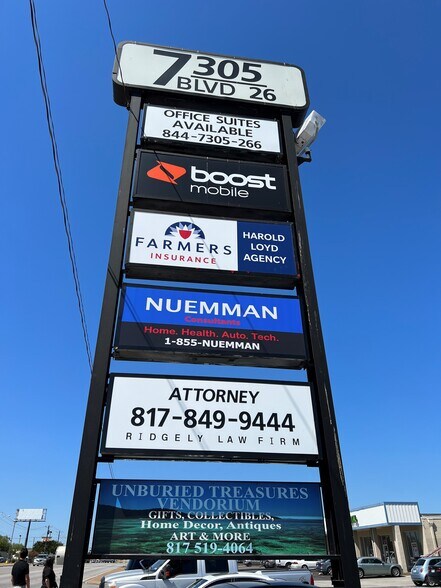 7305
BLVD 26
OFFICE SUITES
AVAILABLE
844-7305-266
boost
mobile
FARMERS
INSURANCE
HAROLD
LOYD
AGENCY
NUEMMAN
Consultants
Home. Health. Auto. Tech.
1-855-NUEMMAN
ATTORNEY
817-849-9444
RIDGELY LAW FIRM
UNBURIED TREASURES
VENDORIUM
GIFTS, COLLECTIBLES,
Home Decor, Antiques
ART & MORE
817 519-4064